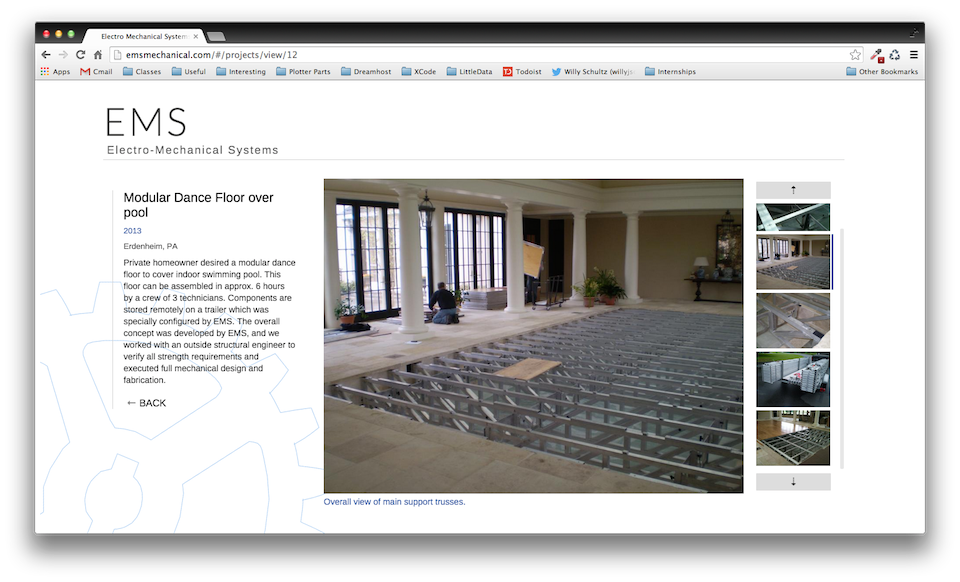 Electro Mechanical System
emsmechanical.com/#/projects/view/12
Apps Gmail Classes Useful Interesting Plotter Parts Dreamhost XCode LittleData Todoist Willy Schultz (willyjs Internships Other Bookmarks
EMS
Electro-Mechanical Systems
Modular Dance Floor over
pool
2013
Erdenheim, PA
Private homeowner desired a modular dance
floor to cover indoor swimming pool. This
floor can be assembled in approx. 6 hours
by a crew of 3 technicians. Components are
stored remotely on a trailer which was
specially configured by EMS. The overall
concept was developed by EMS, and we
worked with an outside structural engineer to
verify all strength requirements and
executed full mechanical design and
fabrication.
← BACK
Overall view of main support trusses.